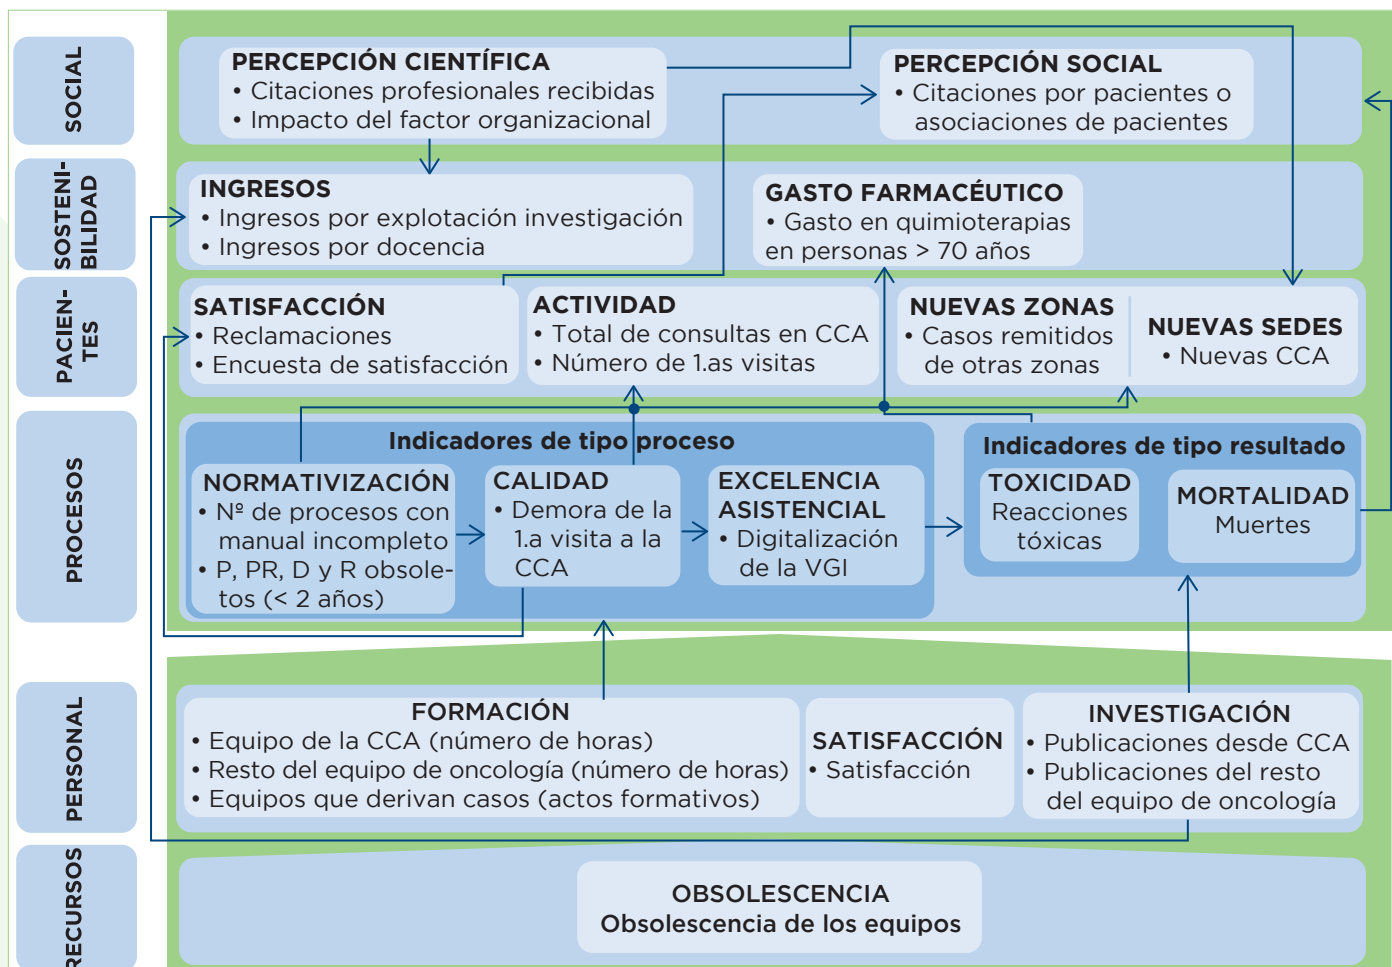 SOCIAL
PERCEPCIÓN CIENTÍFICA
• Citaciones profesionales recibidas
• Impacto del factor organizacional
PERCEPCIÓN SOCIAL
• Citaciones por pacientes o
asociaciones de pacientes
SOSTENI-
BILIDAD
INGRESOS
• Ingresos por explotación investigación
• Ingresos por docencia
GASTO FARMACÉUTICO
• Gasto en quimioterapias
en personas > 70 años
PACIEN-
TES
SATISFACCIÓN
• Reclamaciones
• Encuesta de satisfacción
ACTIVIDAD
• Total de consultas en CCA
• Número de 1.as visitas
NUEVAS ZONAS
• Casos remitidos
de otras zonas
NUEVAS SEDES
• Nuevas CCA
PROCESOS
Indicadores de tipo proceso
NORMATIVIZACIÓN
• Nº de procesos con
manual incompleto
• P, PR, D y R obsole-
tos (< 2 años)
CALIDAD
• Demora de la
1.a visita a la
CCA
EXCELENCIA
ASISTENCIAL
• Digitalización
de la VGI
Indicadores de tipo resultado
TOXICIDAD
Reacciones
tóxicas
MORTALIDAD
Muertes
PERSONAL
FORMACIÓN
• Equipo de la CCA (número de horas)
• Resto del equipo de oncología (número de horas)
• Equipos que derivan casos (actos formativos)
SATISFACCIÓN
• Satisfacción
INVESTIGACIÓN
• Publicaciones desde CCA
• Publicaciones del resto
del equipo de oncología
RECURSOS
OBSOLESCENCIA
Obsolescencia de los equipos